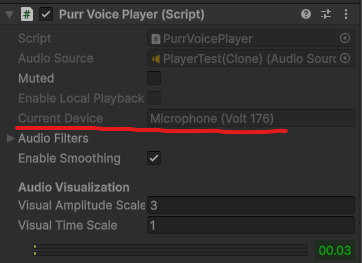 Purr Voice Player (Script)
Script PurrVoicePlayer
Audio Source PlayerTest(Clone) (Audio Sour
Muted
Enable Local Playback
Current Device Microphone (Volt 176)
Audio Filters
Enable Smoothing
Audio Visualization
Visual Amplitude Scale 3
Visual Time Scale 1
00.03